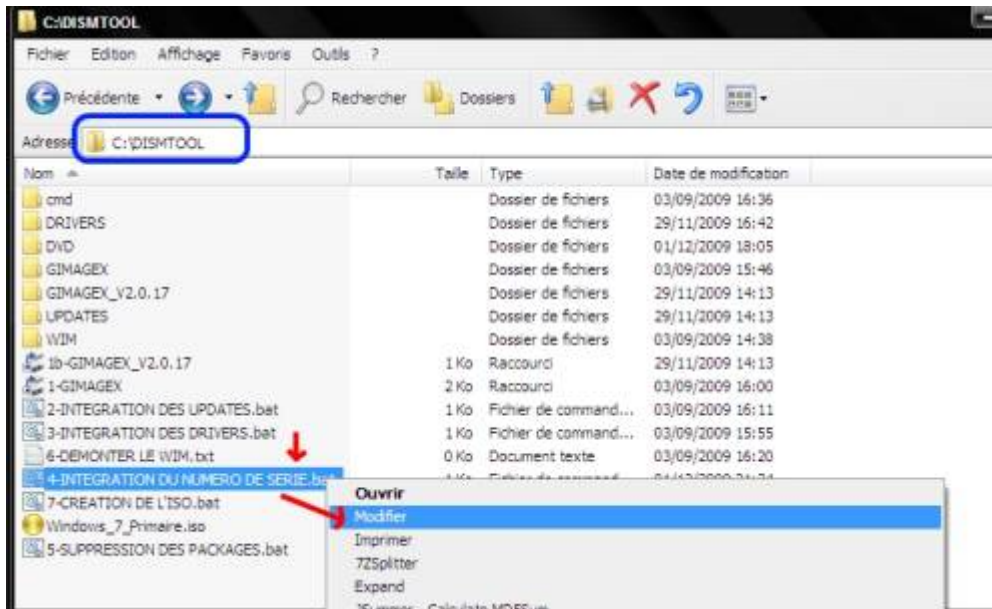 C:\DISMTOOL
Fichier Edition Affichage Favoris Outils ?
Précédente Rechercher Dossiers
Adresse C:\DISMTOOL
Nom Taille Type Date de modification
cmd Dossier de fichiers 03/09/2009 16:36
DRIVERS Dossier de fichiers 29/11/2009 16:42
DVD Dossier de fichiers 01/12/2009 18:05
GIMAGEX Dossier de fichiers 03/09/2009 15:46
GIMAGEX_V2.0.17 Dossier de fichiers 29/11/2009 14:13
UPDATES Dossier de fichiers 29/11/2009 14:13
WIM Dossier de fichiers 03/09/2009 14:38
1b-GIMAGEX_V2.0.17 1 Ko Raccourci 29/11/2009 14:13
1-GIMAGEX 2 Ko Raccourci 03/09/2009 16:00
2-INTEGRATION DES UPDATES.bat 1 Ko Fichier de command... 03/09/2009 16:11
3-INTEGRATION DES DRIVERS.bat 1 Ko Fichier de command... 03/09/2009 15:55
6-DEMONTER LE WIM.txt 0 Ko Document texte 03/09/2009 16:20
4-INTEGRATION DU NUMERO DE SERIE.bat
7-CREATION DE L'ISO.bat
Windows_7_Primaire.iso
5-SUPPRESSION DES PACKAGES.bat
Ouvrir
Modifier
Imprimer
7ZSplitter
Expand